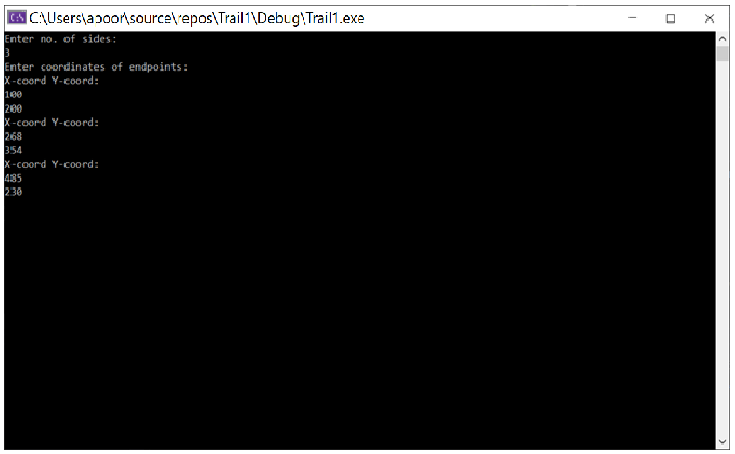 C:\Users\apoor\source\repos\Trail1\Debug\Trail1.exe
Enter no. of sides:
3
Enter coordinates of endpoints:
X-coord Y-coord:
100
200
X-coord Y-coord:
268
354
X-coord Y-coord:
485
230